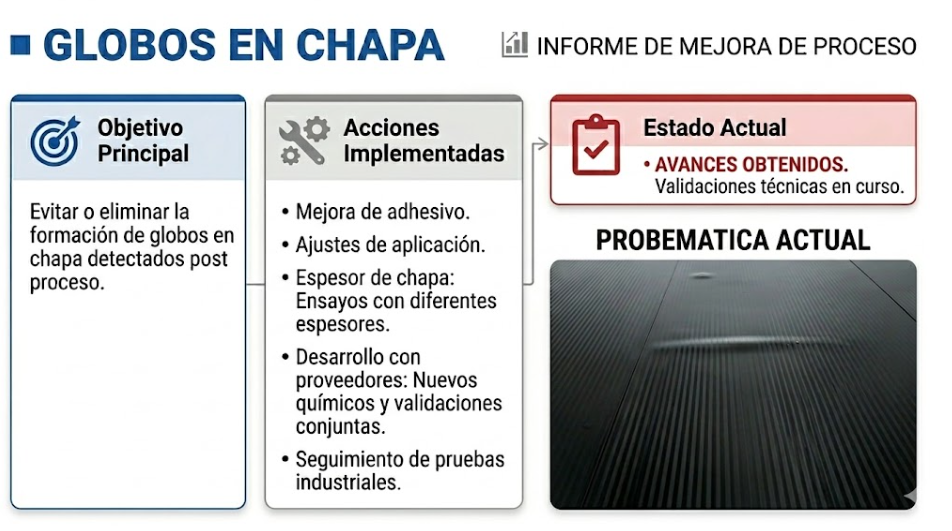 GLOBOS EN CHAPA
INFORME DE MEJORA DE PROCESO
Objetivo
Principal
Evitar o eliminar la
formación de globos en
chapa detectados post
proceso.
Acciones
Implementadas
• Mejora de adhesivo.
• Ajustes de aplicación.
• Espesor de chapa:
Ensayos con diferentes
espesores.
• Desarrollo con
proveedores: Nuevos
químicos y validaciones
conjuntas.
• Seguimiento de pruebas
industriales.
Estado Actual
• AVANCES OBTENIDOS.
Validaciones técnicas en curso.
PROBEMATICA ACTUAL